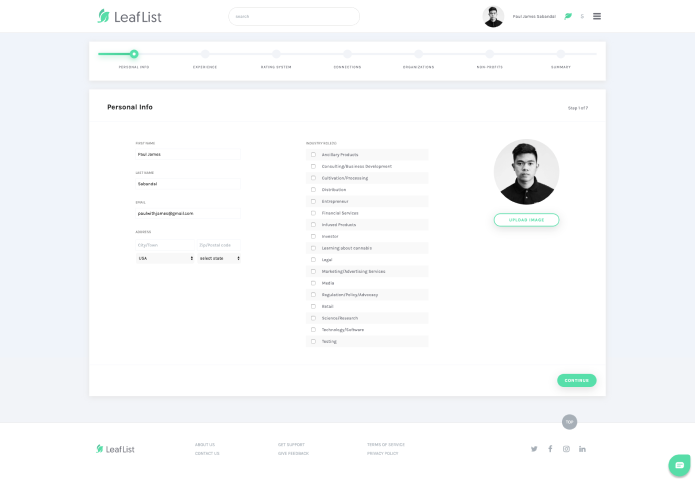 LeafList
search
Paul James Sabandal
5
PERSONAL INFO
EXPERIENCE
RATING SYSTEM
CONNECTIONS
ORGANIZATIONS
NON-PROFITS
SUMMARY
Personal Info
Step 1 of 7
FIRST NAME
Paul James
LAST NAME
Sabandal
EMAIL
ADDRESS
City/Town
Zip/Postal code
USA
select state
INDUSTRY ROLE(S)
Ancillary Products
Consulting/Business Development
Cultivation/Processing
Distribution
Entrepreneur
Financial Services
Infused Products
Investor
Learning about cannabis
Legal
Marketing/Advertising Services
Media
Regulation/Policy/Advocacy
Retail
Science/Research
Technology/Software
Testing
UPLOAD IMAGE
CONTINUE
TOP
LeafList
ABOUT US
CONTACT US
GET SUPPORT
GIVE FEEDBACK
TERMS OF SERVICE
PRIVACY POLICY